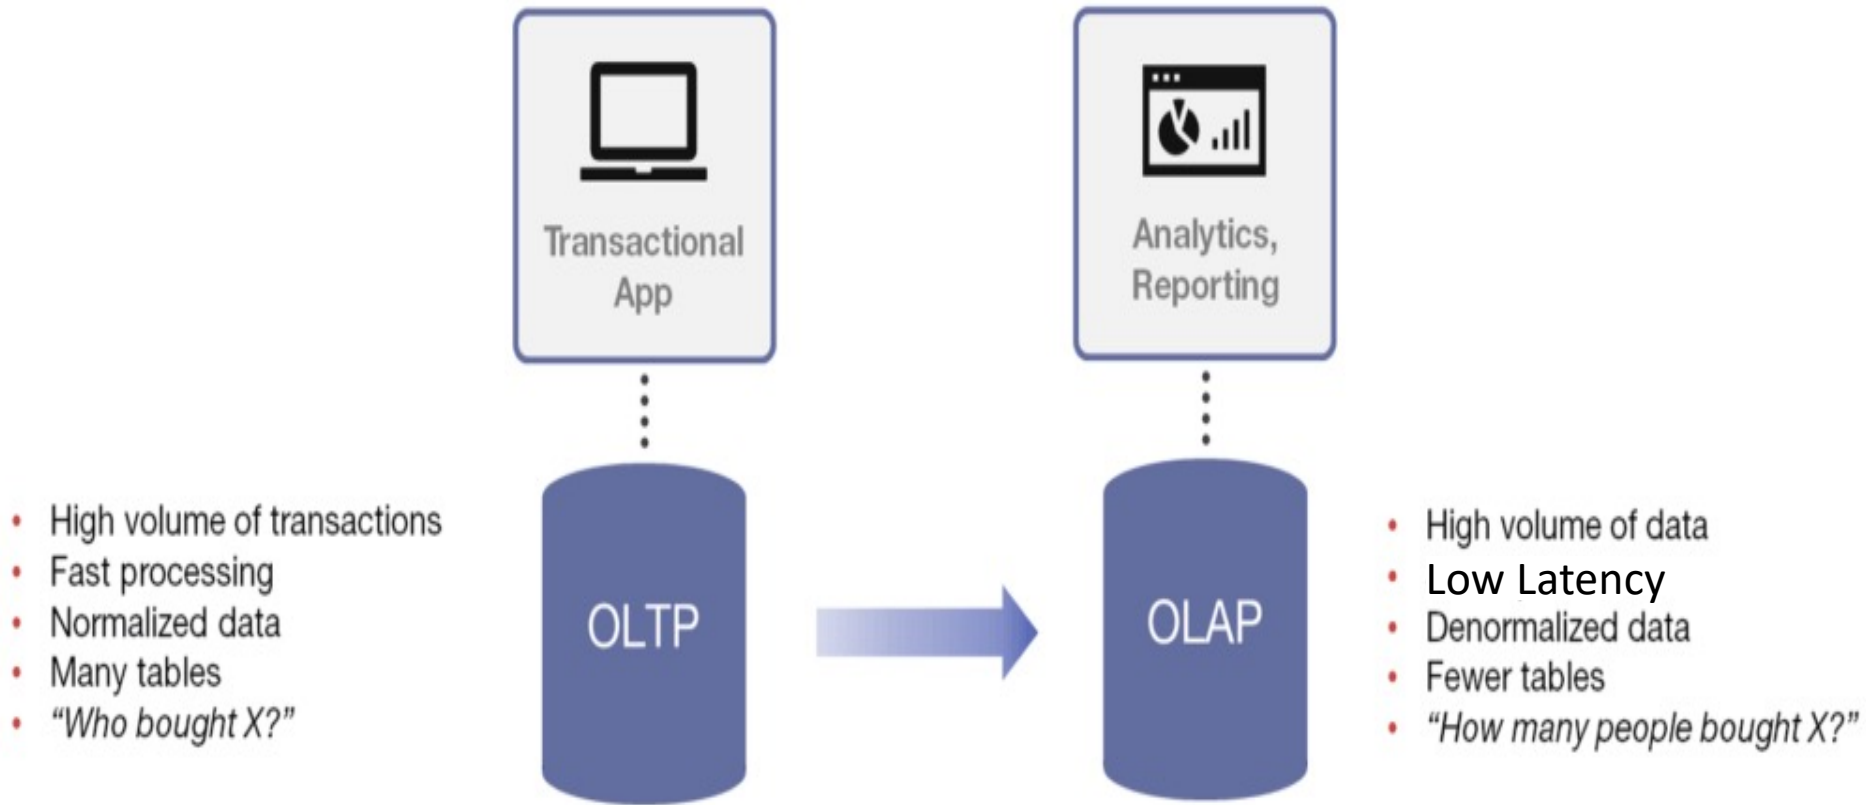 Transactional
App
Analytics,
Reporting
• High volume of transactions
• Fast processing
• Normalized data
• Many tables
• “Who bought X?”
OLTP
OLAP
• High volume of data
• Low Latency
• Denormalized data
• Fewer tables
• “How many people bought X?”